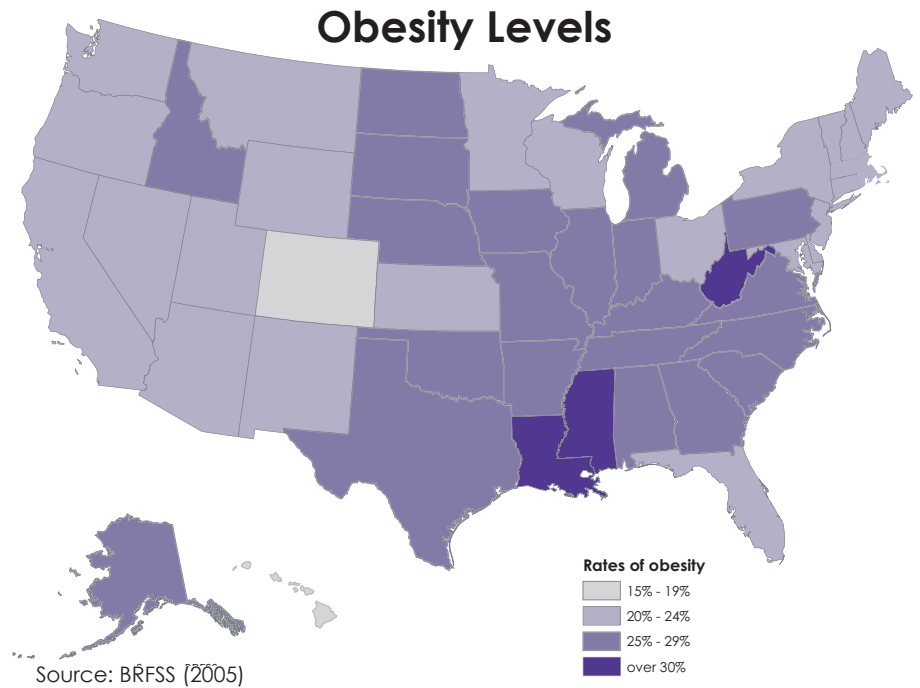 Obesity Levels
Rates of obesity
15% - 19%
20% - 24%
25% - 29%
over 30%
Source: BRFSS (2005)